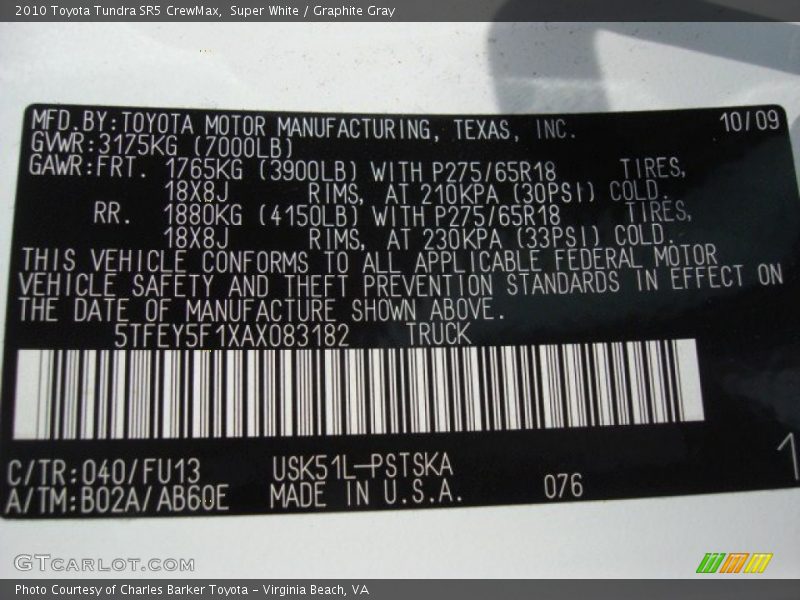 2010 Toyota Tundra SR5 CrewMax, Super White / Graphite Gray
MFD.BY:TOYOTA MOTOR MANUFACTURING, TEXAS, INC. 10/09
GVWR:3175KG (7000LB)
GAWR:FRT. 1765KG (3900LB) WITH P275/65R18 TIRES,
18X8J RIMS, AT 210KPA (30PSI) COLD.
RR. 1880KG (4150LB) WITH P275/65R18 TIRES,
18X8J RIMS, AT 230KPA (33PSI) COLD.
THIS VEHICLE CONFORMS TO ALL APPLICABLE FEDERAL MOTOR
VEHICLE SAFETY AND THEFT PREVENTION STANDARDS IN EFFECT ON
THE DATE OF MANUFACTURE SHOWN ABOVE.
5TFEY5F1XAX083182 TRUCK
C/TR:040/FU13 USK51L-PSTSKA
A/TM:B02A/AB60E MADE IN U.S.A. 076 1
GTCARLOT.COM
Photo Courtesy of Charles Barker Toyota - Virginia Beach, VA